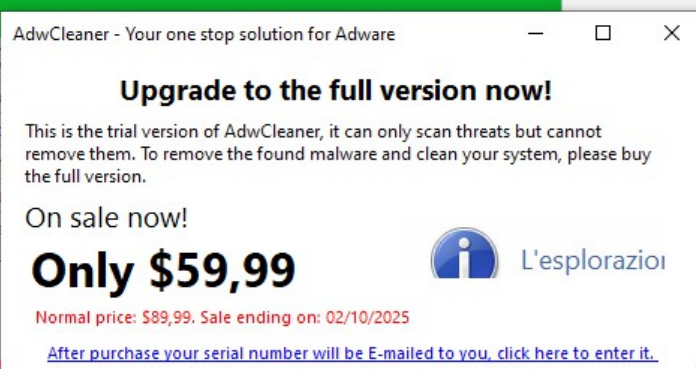 AdwCleaner - Your one stop solution for Adware
Upgrade to the full version now!
This is the trial version of AdwCleaner, it can only scan threats but cannot
remove them. To remove the found malware and clean your system, please buy
the full version.
On sale now!
Only $59,99
L'esplorazior
Normal price: $89,99. Sale ending on: 02/10/2025
After purchase your serial number will be E-mailed to you, click here to enter it.